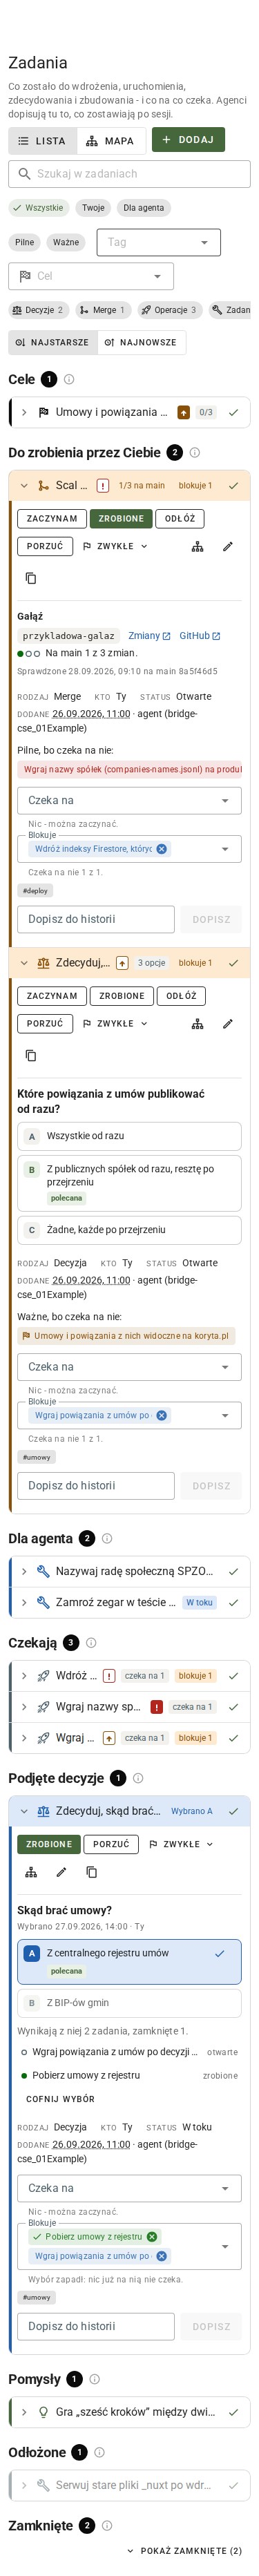 Zadania
Co zostało do wdrożenia, uruchomienia,
zdecydowania i zbudowania - i co na co czeka. Agenci
dopisują tu to, co zostawiają po sesji.
LISTA
MAPA
DODAJ
Szukaj w zadaniach
Wszystkie
Twoje
Dla agenta
Pilne
Ważne
Tag
Cel
Decyzje 2
Merge 1
Operacje 3
Zadan
NAJSTARSZE
NAJNOWSZE
Cele 1
Umowy i powiązania ... 0/3
Do zrobienia przez Ciebie 2
Scal ... 1/3 na main blokuje 1
ZACZYNAM
ZROBIONE
ODŁÓŻ
PORZUĆ
ZWYKŁE
Gałąź
przykladowa-galaz Zmiany GitHub
Na main 1 z 3 zmian.
Sprawdzone 28.09.2026, 09:10 na main 8a5f46d5
RODZAJ Merge KTO Ty STATUS Otwarte
DODANE 26.09.2026, 11:00 · agent (bridge-
cse_01Example)
Pilne, bo czeka na nie:
Wgraj nazwy spółek (companies-names.jsonl) na produk
Czeka na
Nic - można zaczynać.
Blokuje
Wdróż indeksy Firestore, któryc
Czeka na nie 1 z 1.
#deploy
Dopisz do historii
DOPISZ
Zdecyduj,... 3 opcje blokuje 1
ZACZYNAM
ZROBIONE
ODŁÓŻ
PORZUĆ
ZWYKŁE
Które powiązania z umów publikować
od razu?
A Wszystkie od razu
B Z publicznych spółek od razu, resztę po
przejrzeniu
polecana
C Żadne, każde po przejrzeniu
RODZAJ Decyzja KTO Ty STATUS Otwarte
DODANE 26.09.2026, 11:00 · agent (bridge-
cse_01Example)
Ważne, bo czeka na nie:
Umowy i powiązania z nich widoczne na koryta.pl
Czeka na
Nic - można zaczynać.
Blokuje
Wgraj powiązania z umów po
Czeka na nie 1 z 1.
#umowy
Dopisz do historii
DOPISZ
Dla agenta 2
Nazywaj radę społeczną SPZO...
Zamroź zegar w teście ... W toku
Czekają 3
Wdróż ... czeka na 1 blokuje 1
Wgraj nazwy sp... czeka na 1
Wgraj ... czeka na 1 blokuje 1
Podjęte decyzje 1
Zdecyduj, skąd brać... Wybrano A
ZROBIONE
PORZUĆ
ZWYKŁE
Skąd brać umowy?
Wybrano 27.09.2026, 14:00 · Ty
A Z centralnego rejestru umów
polecana
B Z BIP-ów gmin
Wynikają z niej 2 zadania, zamknięte 1.
Wgraj powiązania z umów po decyzji ... otwarte
Pobierz umowy z rejestru zrobione
COFNIJ WYBÓR
RODZAJ Decyzja KTO Ty STATUS W toku
DODANE 26.09.2026, 11:00 · agent (bridge-
cse_01Example)
Czeka na
Nic - można zaczynać.
Blokuje
Pobierz umowy z rejestru
Wgraj powiązania z umów po
Wybór zapadł: nic już na nią nie czeka.
#umowy
Dopisz do historii
DOPISZ
Pomysły 1
Gra „sześć kroków” między dwi...
Odłożone 1
Serwuj stare pliki _nuxt po wdr...
Zamknięte 2
POKAŻ ZAMKNIĘTE (2)